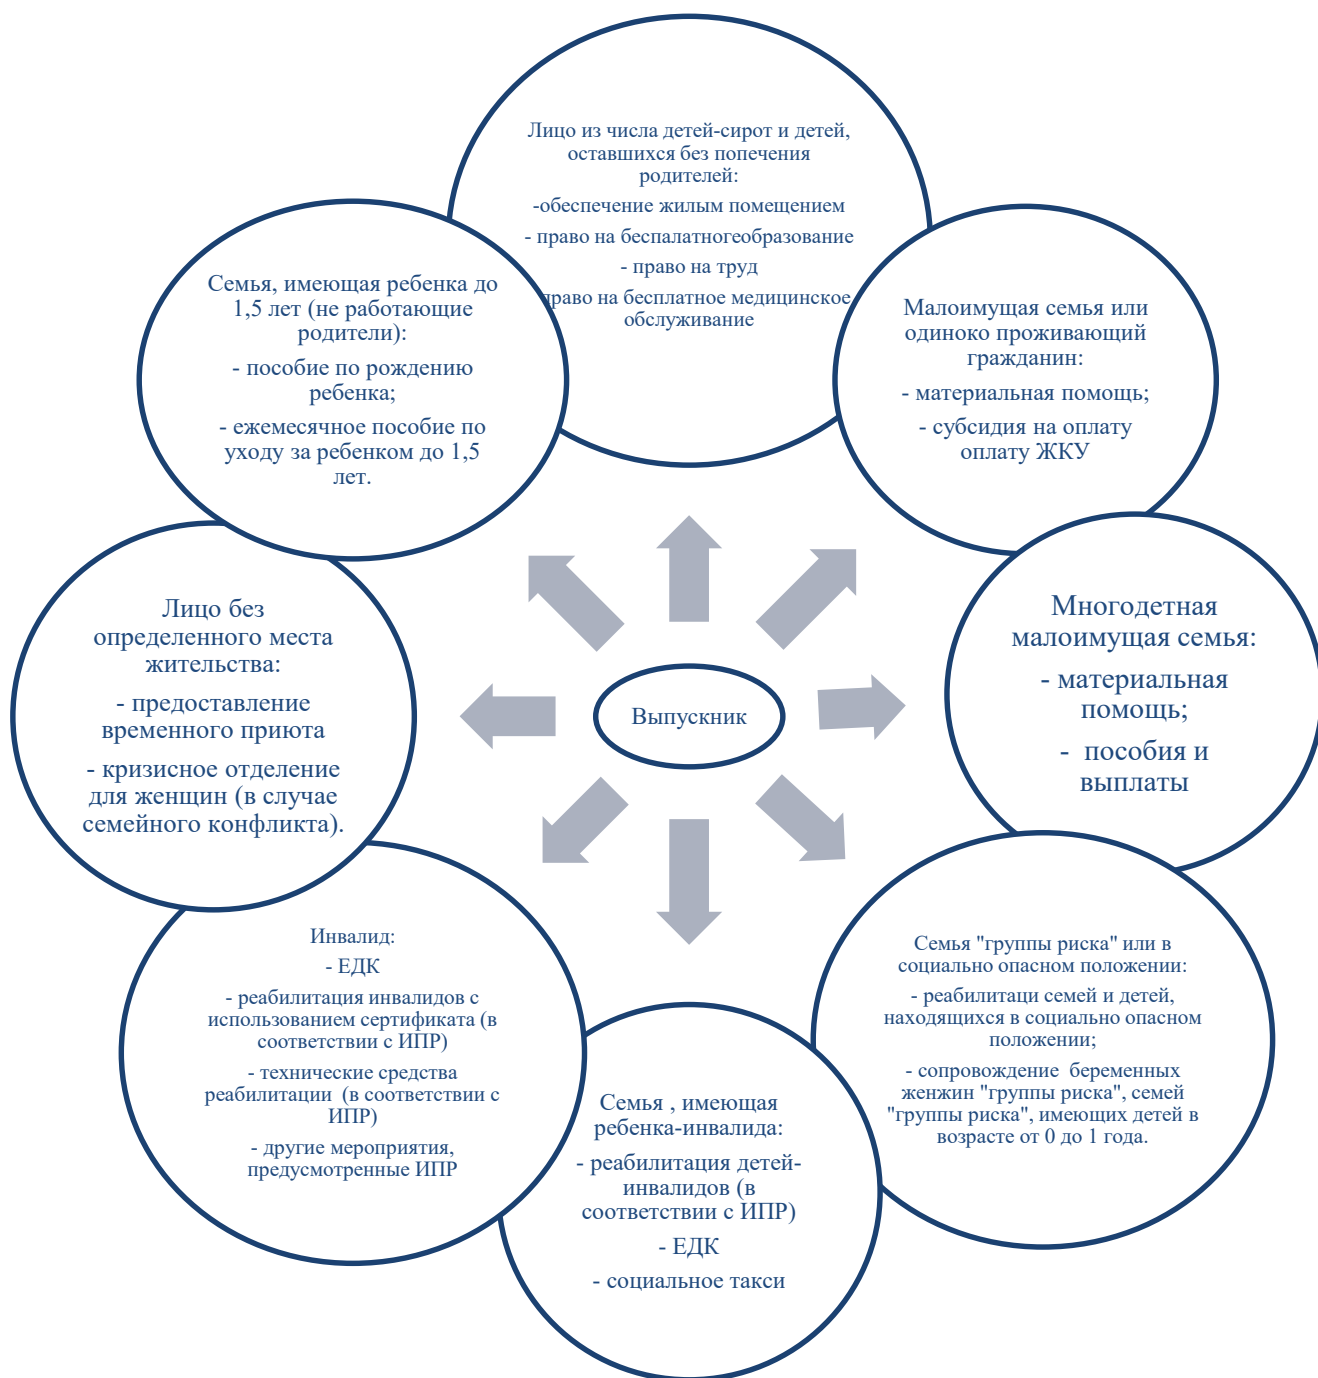 Лицо из числа детей-сирот и детей,
оставшихся без попечения
родителей:
-обеспечение жилым помещением
- право на беспалатногеобразование
- право на труд
право на бесплатное медицинское
обслуживание
Малоимущая семья или
одиноко проживающий
гражданин:
- материальная помощь;
- субсидия на оплату
оплату ЖКУ
Многодетная
малоимущая семья:
- материальная
помощь;
- пособия и
выплаты
Семья "группы риска" или в
социально опасном положении:
- реабилитаци семей и детей,
находящихся в социально опасном
положении;
- сопровождение беременных
женщин "группы риска", семей
"группы риска", имеющих детей в
возрасте от 0 до 1 года.
Семья , имеющая
ребенка-инвалида:
- реабилитация детей-
инвалидов (в
соответствии с ИПР)
- ЕДК
- социальное такси
Инвалид:
- ЕДК
- реабилитация инвалидов с
использованием сертификата (в
соответствии с ИПР)
- технические средства
реабилитации (в соответствии с
ИПР)
- другие мероприятия,
предусмотренные ИПР
Лицо без
определенного места
жительства:
- предоставление
временного приюта
- кризисное отделение
для женщин (в случае
семейного конфликта).
Семья, имеющая ребенка до
1,5 лет (не работающие
родители):
- пособие по рождению
ребенка;
- ежемесячное пособие по
уходу за ребенком до 1,5
лет.
Выпускник